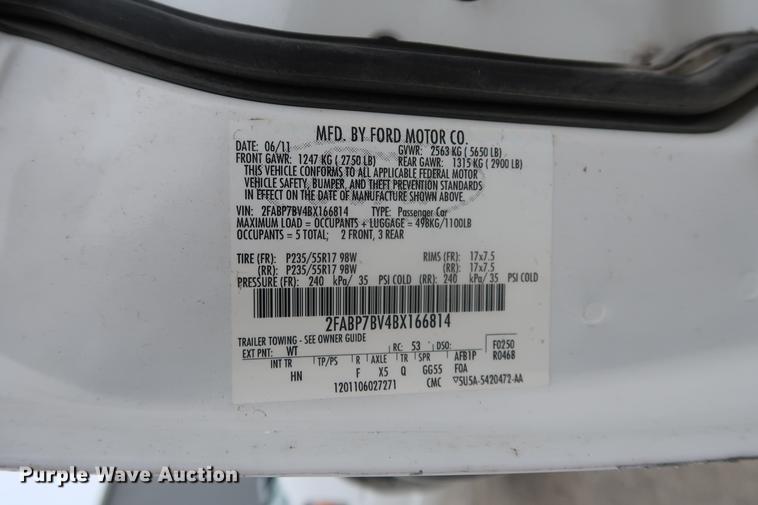 MFD. BY FORD MOTOR CO.
DATE: 06/11 GVWR: 2563 KG ( 5650 LB)
FRONT GAWR: 1247 KG ( 2750 LB) REAR GAWR: 1315 KG ( 2900 LB)
THIS VEHICLE CONFORMS TO ALL APPLICABLE FEDERAL MOTOR
VEHICLE SAFETY, BUMPER, AND THEFT PREVENTION STANDARDS
IN EFFECT ON THE DATE OF MANUFACTURE SHOWN ABOVE.
VIN: 2FABP7BV4BX166814 TYPE: Passenger Car
MAXIMUM LOAD = OCCUPANTS + LUGGAGE = 498KG/1100LB
OCCUPANTS = 5 TOTAL; 2 FRONT, 3 REAR
TIRE (FR): P235/55R17 98W RIMS (FR): 17x7.5
(RR): P235/55R17 98W (RR): 17x7.5
PRESSURE (FR): 240 kPa/ 35 PSI COLD (RR): 240 kPa/ 35 PSI COLD
2FABP7BV4BX166814
TRAILER TOWING - SEE OWNER GUIDE
EXT PNT: WT RC: 53 DSO: F0250
INT TR TP/PS R AXLE TR SPR AFB1P R0468
HN F X5 Q GG55 FOA
1201106027271 CMC ▽5U5A-5420472-AA
Purple Wave Auction